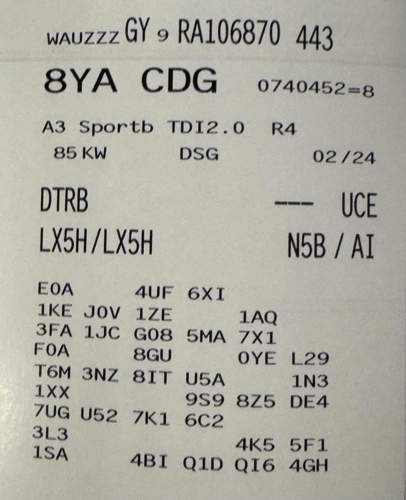 WAUZZZ GY 9 RA106870 443
8YA CDG 0740452=8
A3 Sportb TDI2.0 R4
85 KW DSG 02/24
DTRB --- UCE
LX5H/LX5H N5B / AI
E0A 4UF 6XI
1KE J0V 1ZE 1AQ
3FA 1JC G08 5MA 7X1
F0A 8GU 0YE L29
T6M 3NZ 8IT U5A 1N3
1XX 9S9 8Z5 DE4
7UG U52 7K1 6C2
3L3 4K5 5F1
1SA 4BI Q1D QI6 4GH